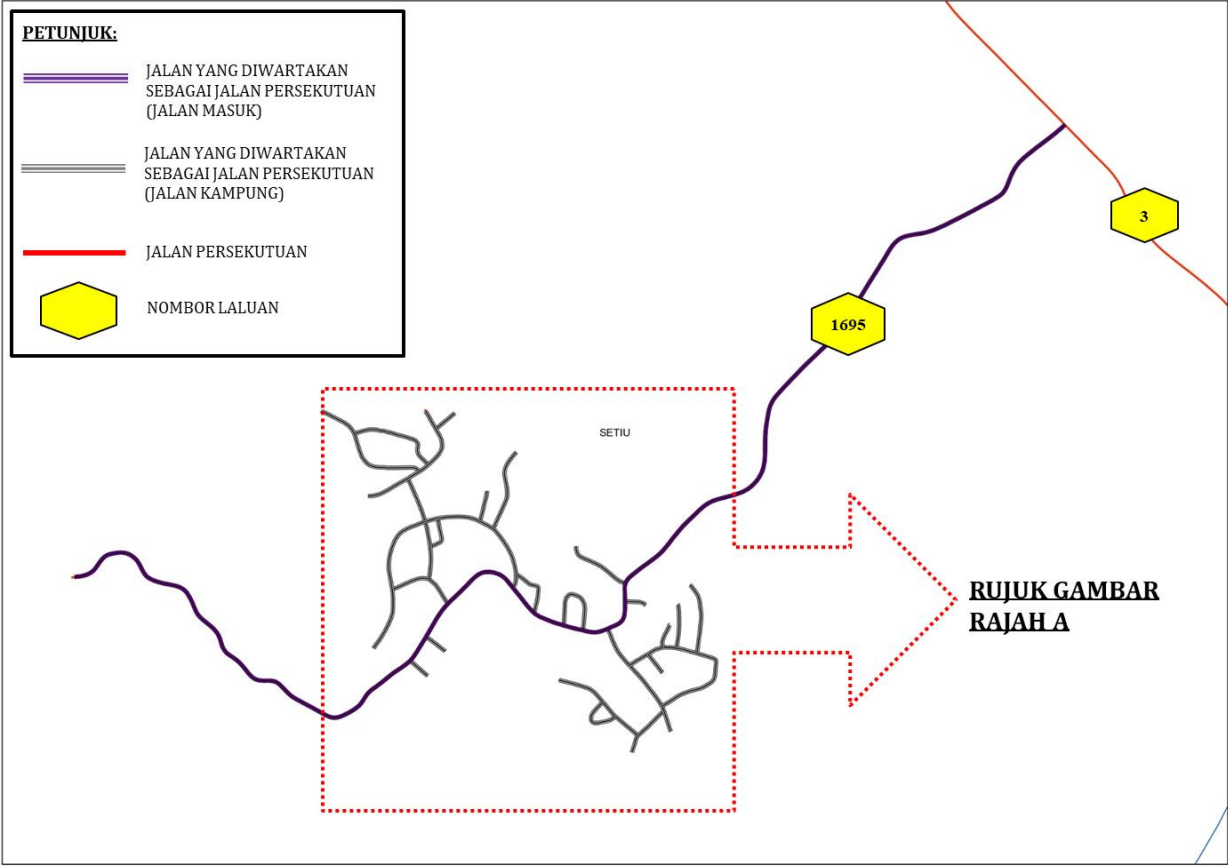 PETUNJUK:
JALAN YANG DIWARTAKAN
SEBAGAI JALAN PERSEKUTUAN
(JALAN MASUK)
JALAN YANG DIWARTAKAN
SEBAGAI JALAN PERSEKUTUAN
(JALAN KAMPUNG)
JALAN PERSEKUTUAN
NOMBOR LALUAN
3
1695
SETIU
RUJUK GAMBAR
RAJAH A